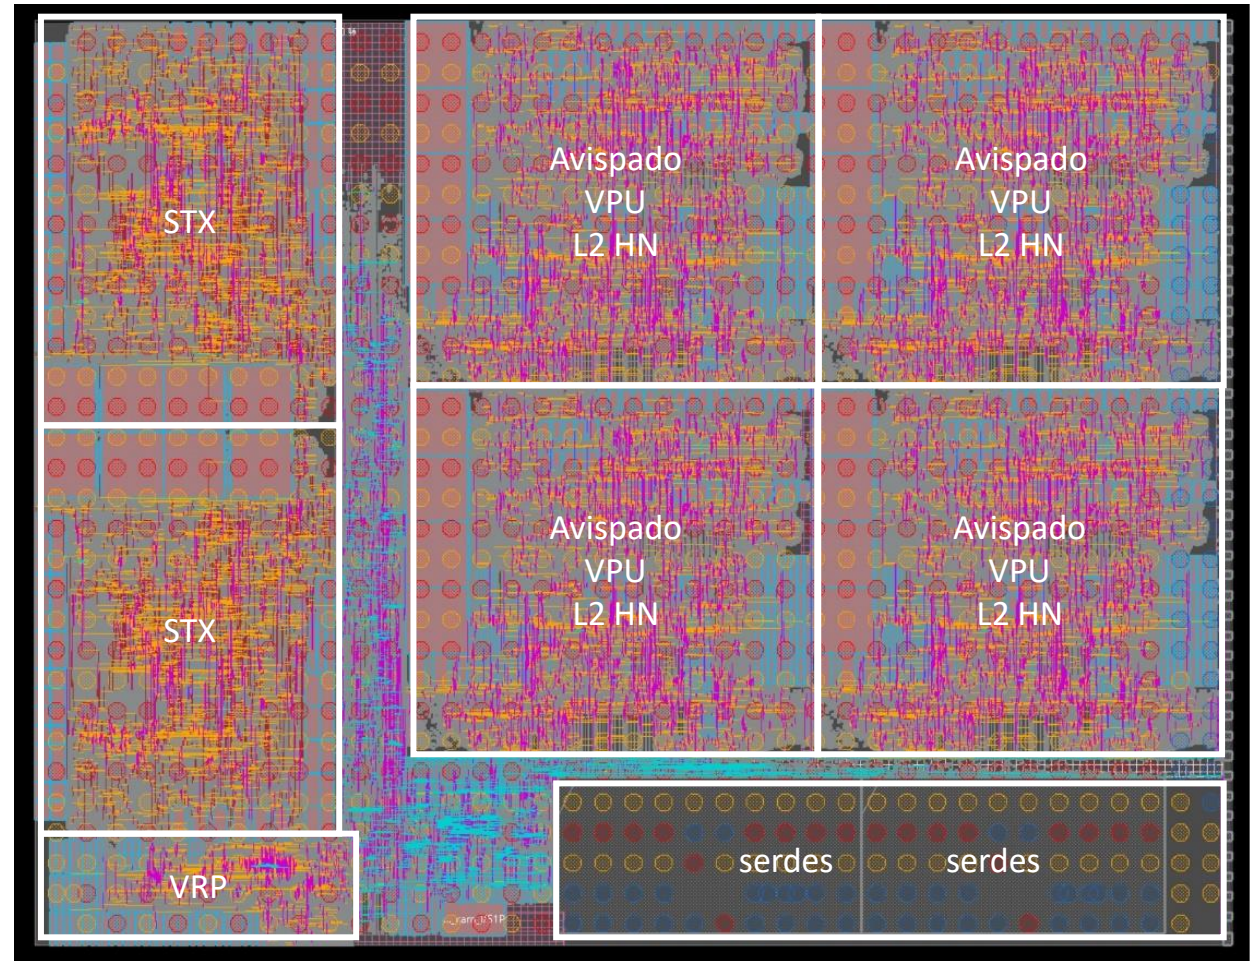 STX
Avispado
VPU
L2 HN
Avispado
VPU
L2 HN
STX
Avispado
VPU
L2 HN
Avispado
VPU
L2 HN
VRP
serdes
serdes